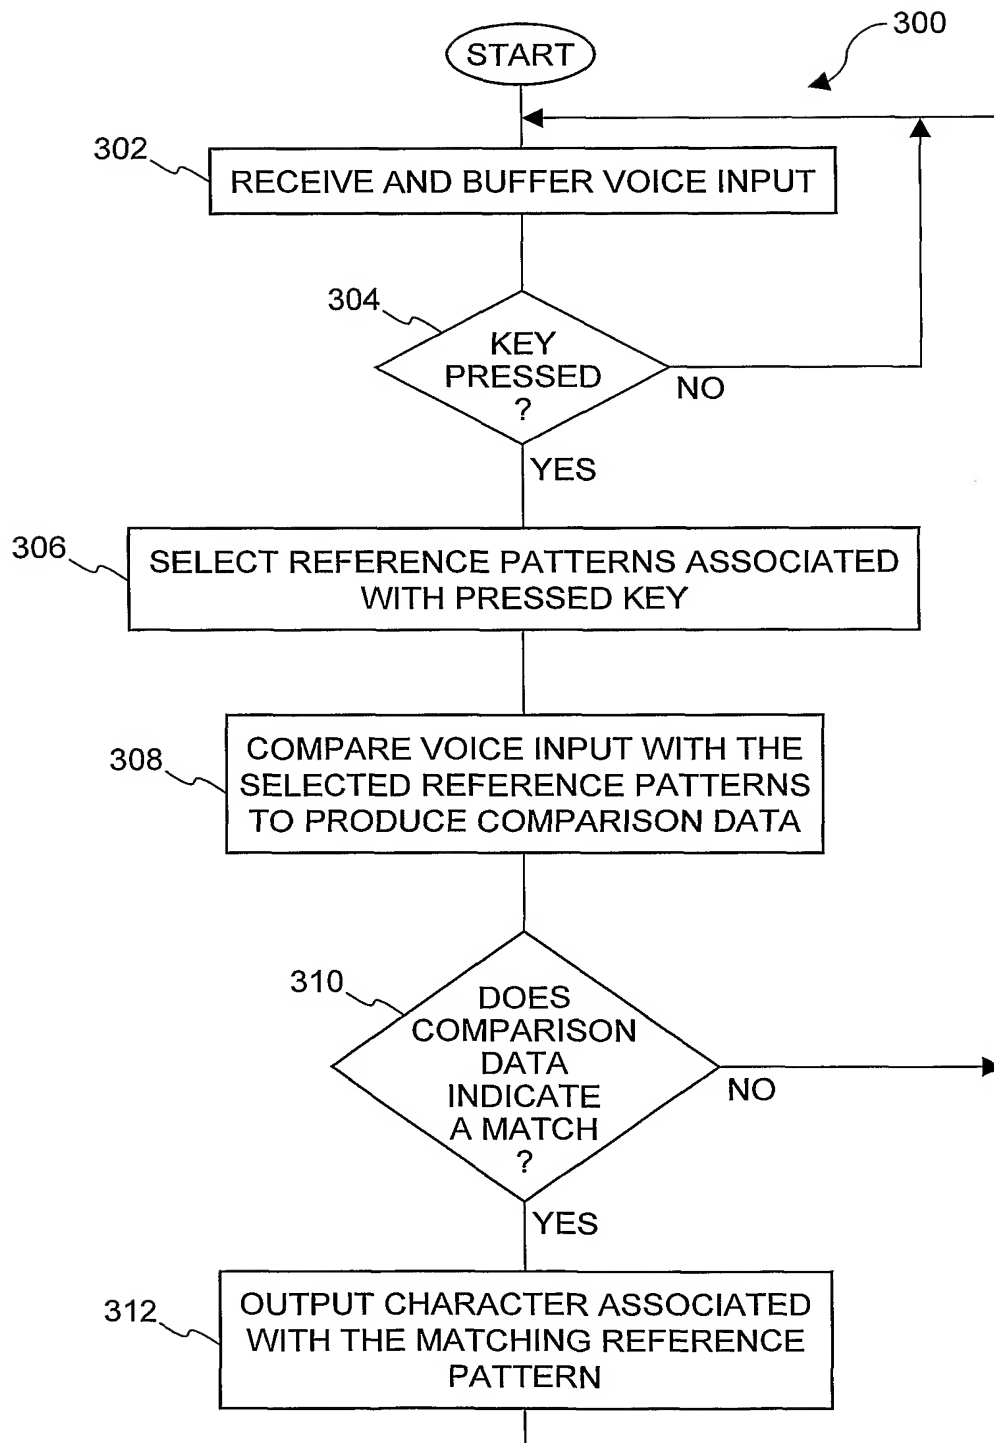 300
START
302
RECEIVE AND BUFFER VOICE INPUT
304
KEY
PRESSED
?
NO
YES
306
SELECT REFERENCE PATTERNS ASSOCIATED
WITH PRESSED KEY
308
COMPARE VOICE INPUT WITH THE
SELECTED REFERENCE PATTERNS
TO PRODUCE COMPARISON DATA
310
DOES
COMPARISON
DATA
INDICATE
A MATCH
?
NO
YES
312
OUTPUT CHARACTER ASSOCIATED
WITH THE MATCHING REFERENCE
PATTERN